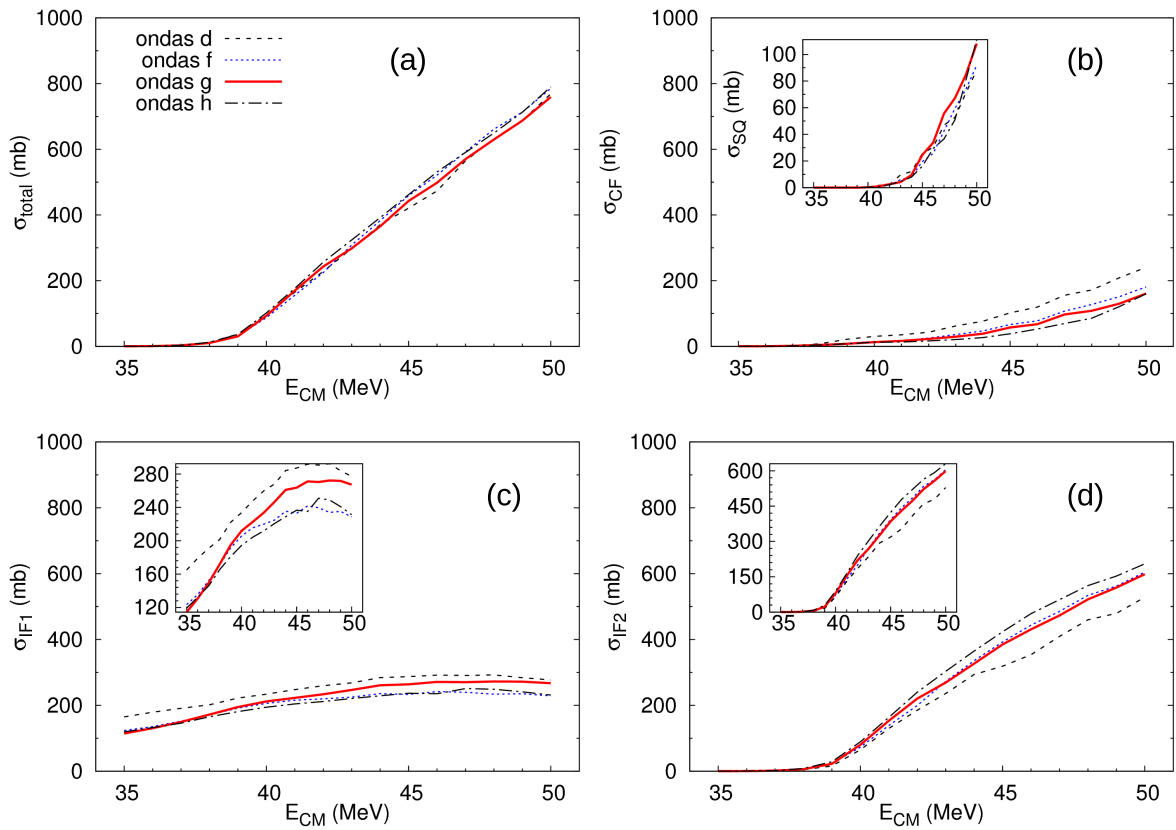 1000
800
600
400
200
0
σtotal (mb)
35 40 45 50
ECM (MeV)
ondas d
ondas f
ondas g
ondas h
(a)
1000
800
600
400
200
0
σCF (mb)
35 40 45 50
ECM (MeV)
100
80
60
40
20
0
σSQ (mb)
35 40 45 50
(b)
1000
800
600
400
200
0
σIF1 (mb)
35 40 45 50
ECM (MeV)
280
240
200
160
120
35 40 45 50
(c)
1000
800
600
400
200
0
σIF2 (mb)
35 40 45 50
ECM (MeV)
600
450
300
150
0
35 40 45 50
(d)